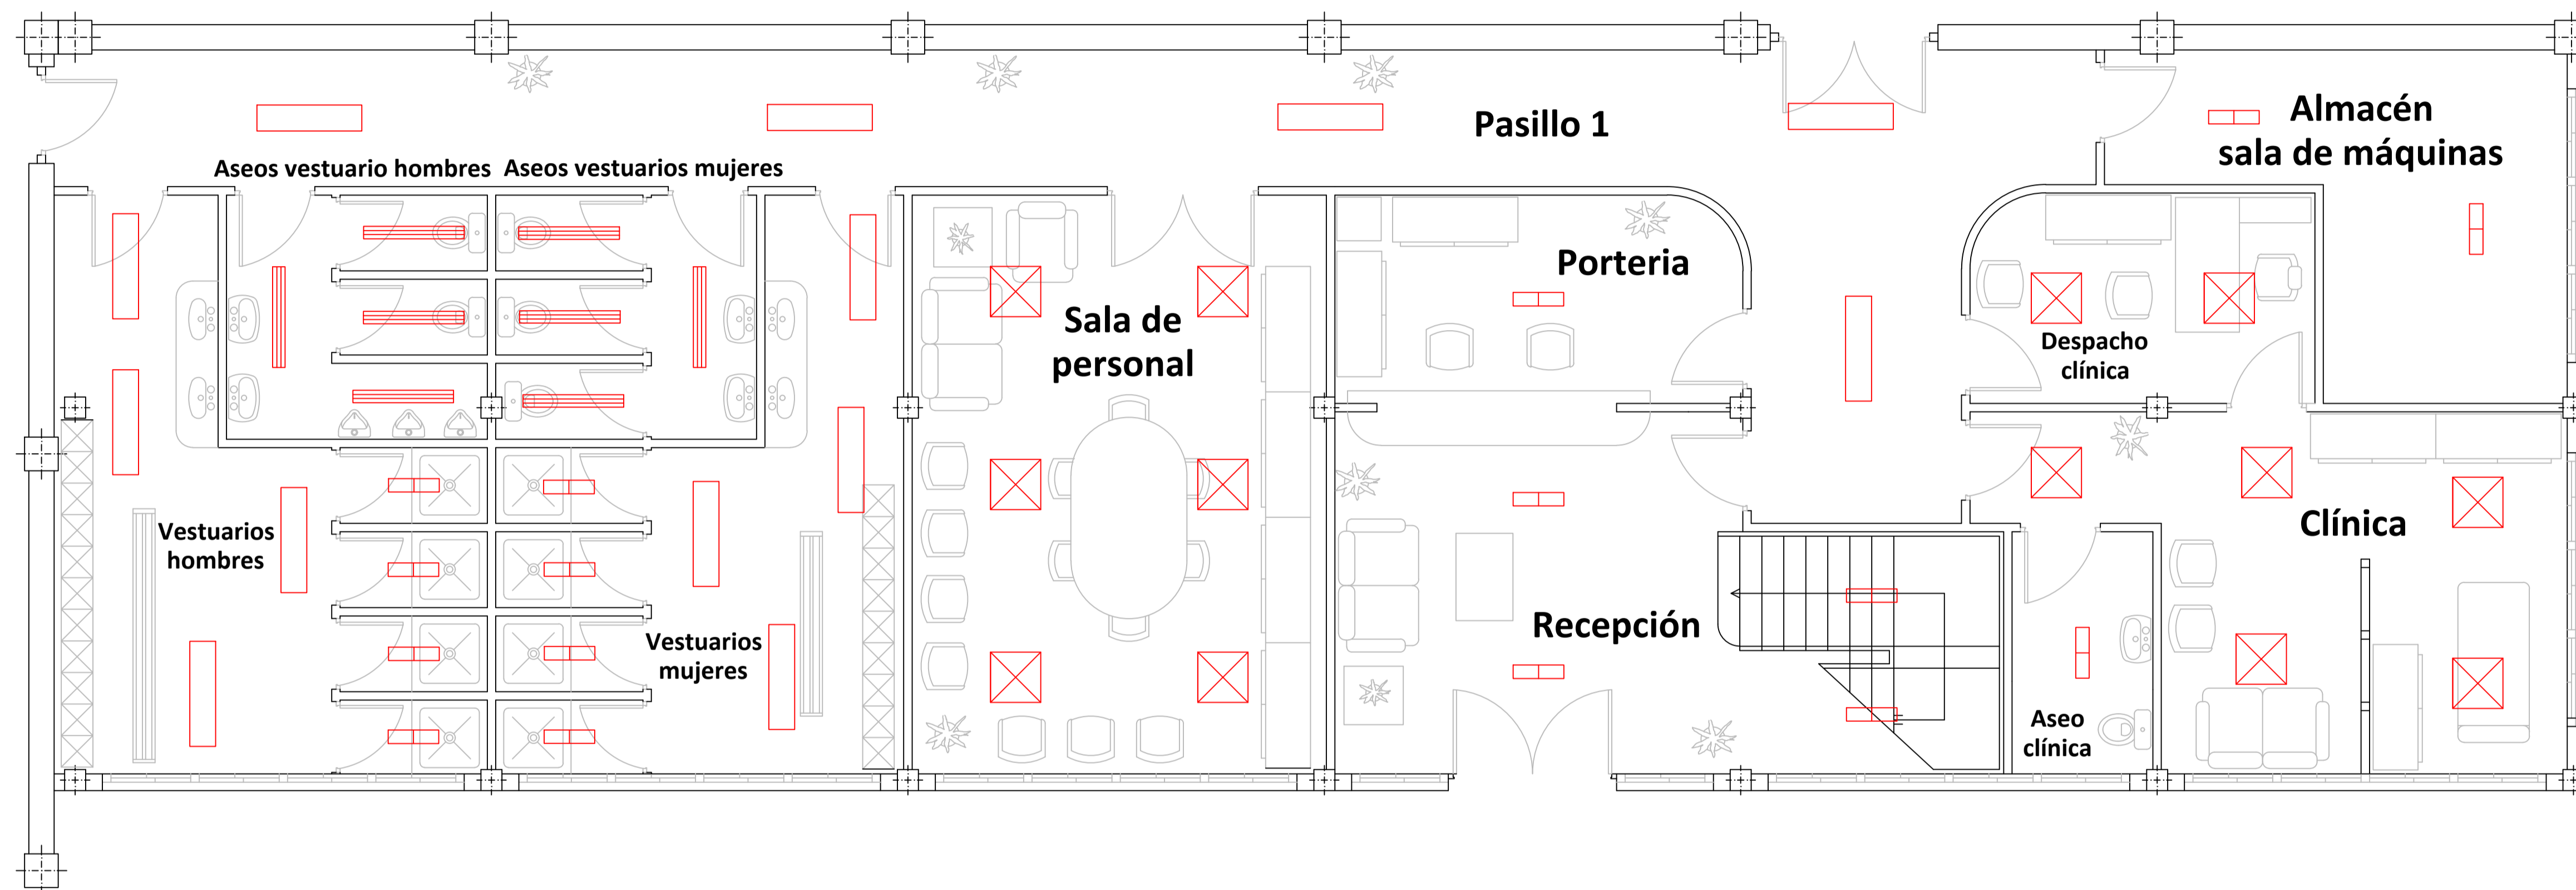 Pasillo 1
Almacén
sala de máquinas
Aseos vestuario hombres
Aseos vestuarios mujeres
Porteria
Sala de
personal
Despacho
clínica
Vestuarios
hombres
Clínica
Vestuarios
mujeres
Recepción
Aseo
clínica